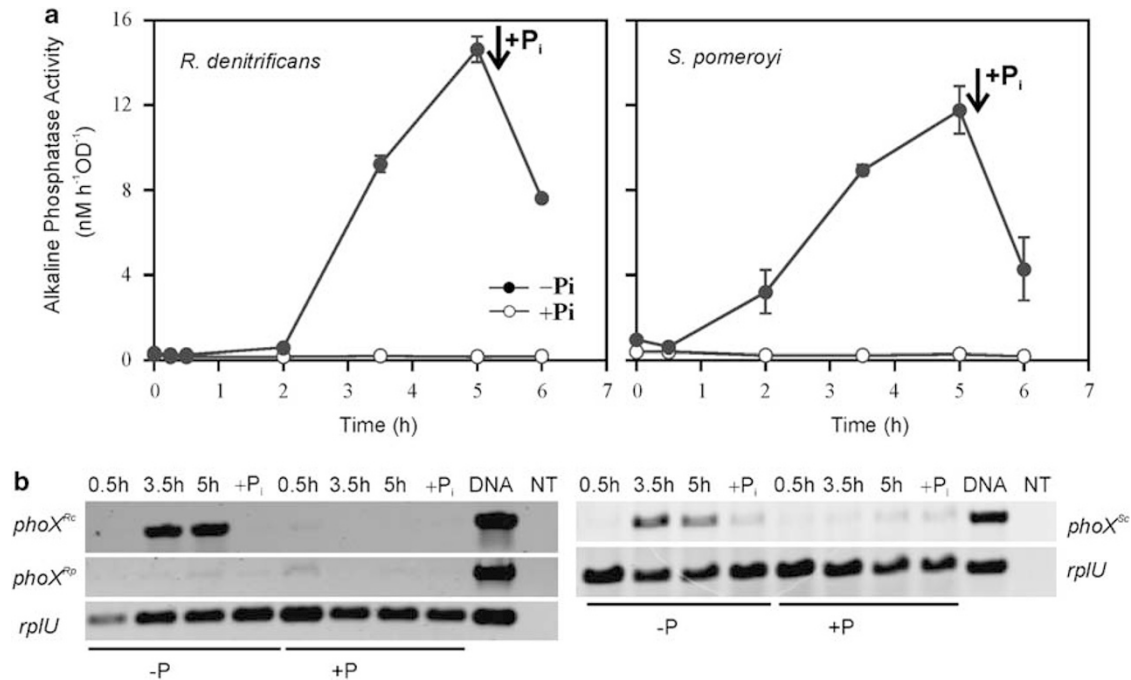 a
Alkaline Phosphatase Activity
(nM h⁻¹OD⁻¹)
16
12
8
4
0
R. denitrificans
+Pᵢ
−Pi
+Pi
0 1 2 3 4 5 6 7
Time (h)
S. pomeroyi
+Pᵢ
0 1 2 3 4 5 6 7
Time (h)
b
0.5h 3.5h 5h +Pᵢ 0.5h 3.5h 5h +Pᵢ DNA NT
phoXᴿᶜ
phoXᴿᵖ
rplU
-P +P
0.5h 3.5h 5h +Pᵢ 0.5h 3.5h 5h +Pᵢ DNA NT
phoXˢᶜ
rplU
-P +P